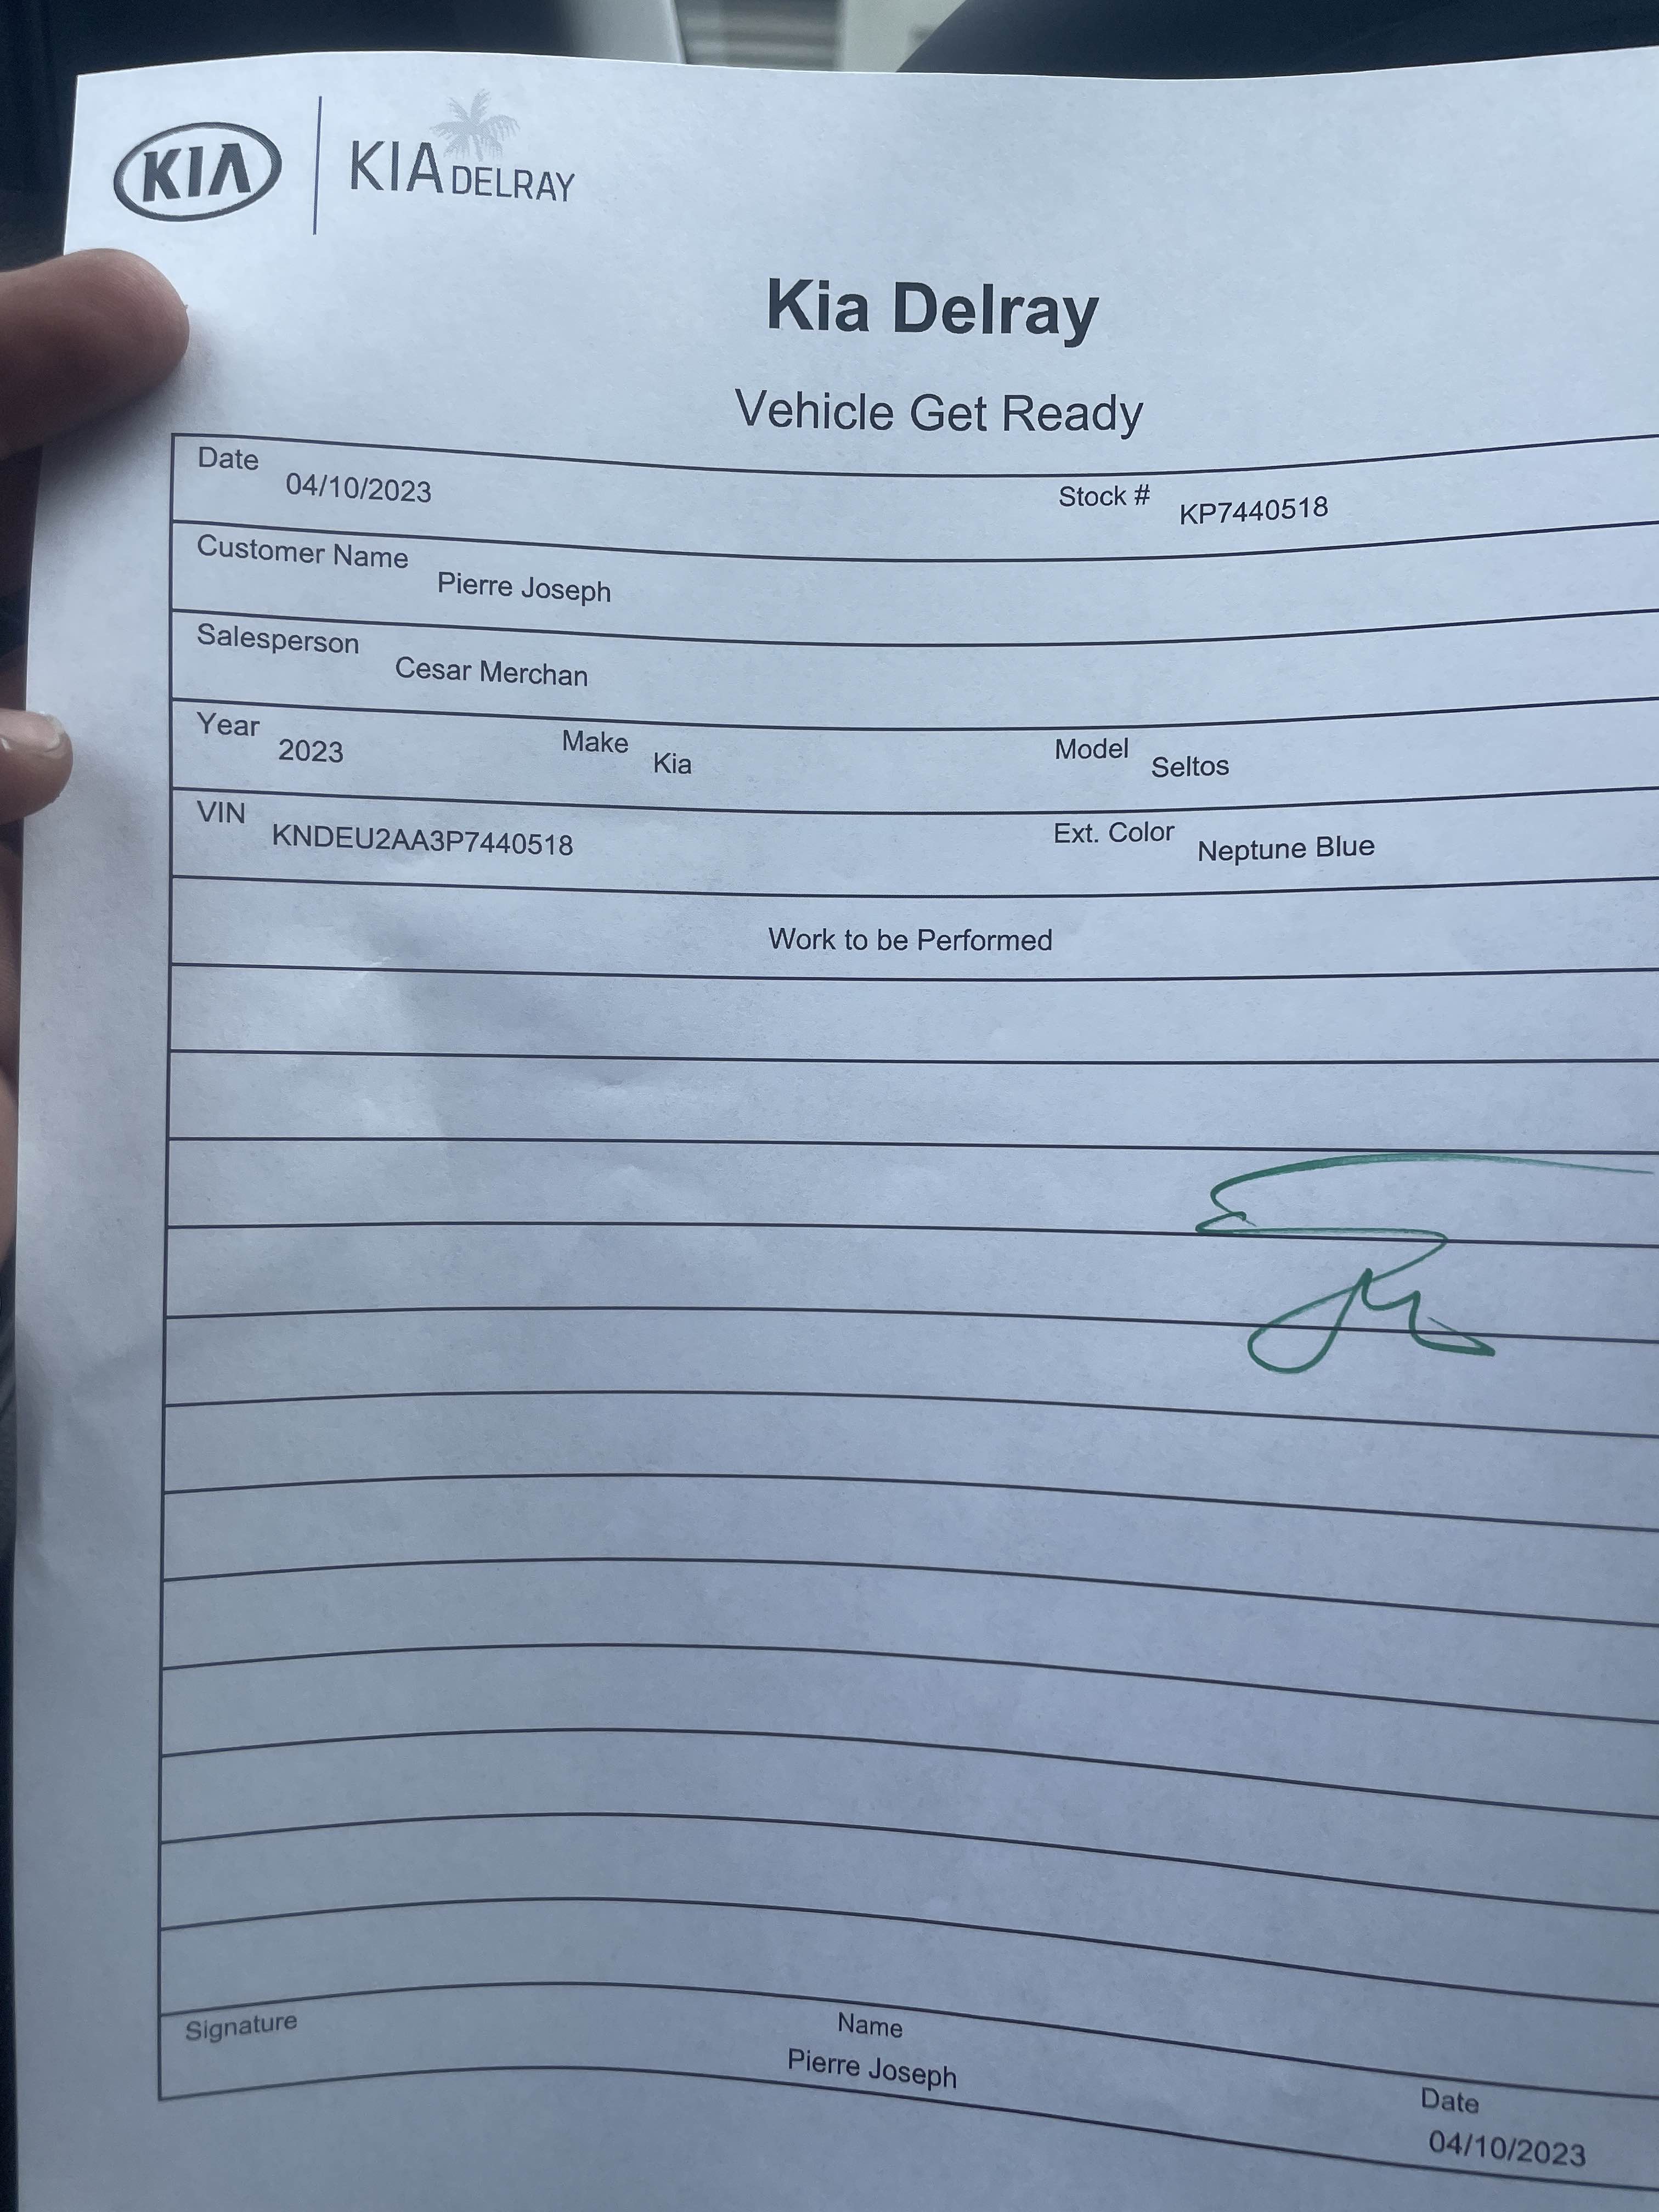 KIA KIA DELRAY
Kia Delray
Vehicle Get Ready
Date 04/10/2023 Stock # KP7440518
Customer Name Pierre Joseph
Salesperson Cesar Merchan
Year 2023 Make Kia Model Seltos
VIN KNDEU2AA3P7440518 Ext. Color Neptune Blue
Work to be Performed
Signature Name Date
Pierre Joseph 04/10/2023